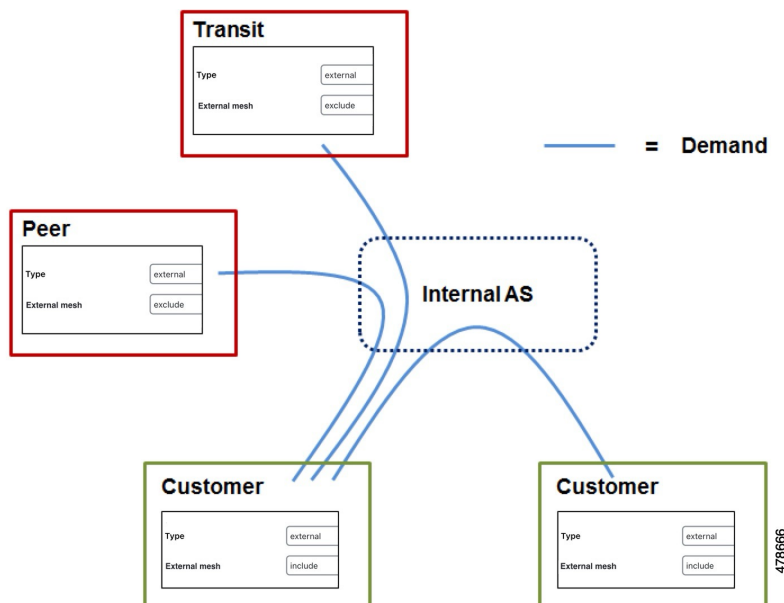 Transit
Type external
External mesh exclude
= Demand
Peer
Type external
External mesh exclude
Internal AS
Customer
Type external
External mesh include
Customer
Type external
External mesh include
478666